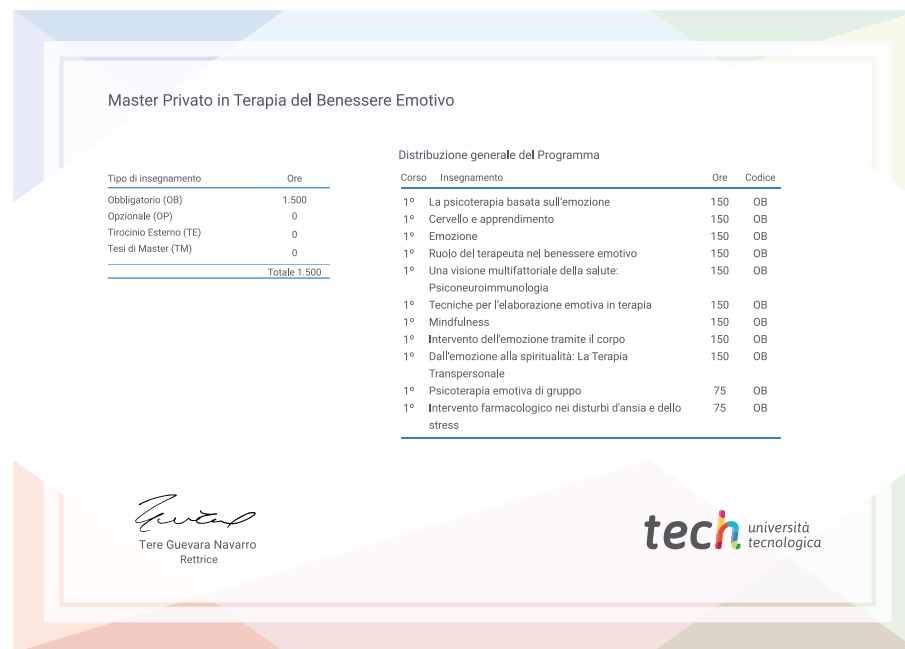 Master Privato in Terapia del Benessere Emotivo
Tipo di insegnamento Ore
Obbligatorio (OB) 1.500
Opzionale (OP) 0
Tirocinio Esterno (TE) 0
Tesi di Master (TM) 0
Totale 1.500
Distribuzione generale del Programma
Corso Insegnamento Ore Codice
1º La psicoterapia basata sull'emozione 150 OB
1º Cervello e apprendimento 150 OB
1º Emozione 150 OB
1º Ruolo del terapeuta nel benessere emotivo 150 OB
1º Una visione multifattoriale della salute: 150 OB
Psiconeuroimmunologia
1º Tecniche per l'elaborazione emotiva in terapia 150 OB
1º Mindfulness 150 OB
1º Intervento dell'emozione tramite il corpo 150 OB
1º Dall'emozione alla spiritualità: La Terapia 150 OB
Transpersonale
1º Psicoterapia emotiva di gruppo 75 OB
1º Intervento farmacologico nei disturbi d'ansia e dello 75 OB
stress
Tere Guevara Navarro
Rettrice
tech università
tecnologica